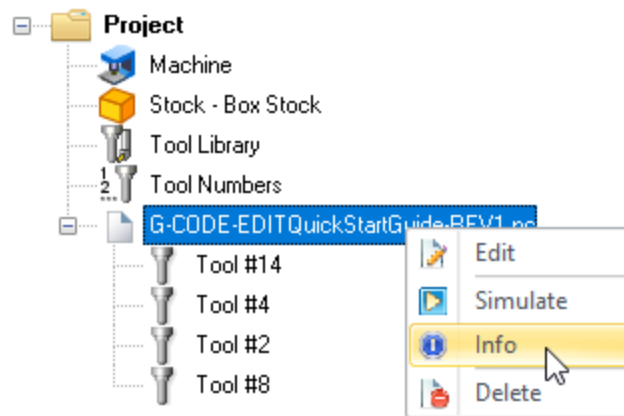 Project
Machine
Stock - Box Stock
Tool Library
1
2
Tool Numbers
G-CODE-EDITQuickStartGuide-REV1.nc
Edit
Tool #14
Simulate
Tool #4
Info
Tool #2
Delete
Tool #8